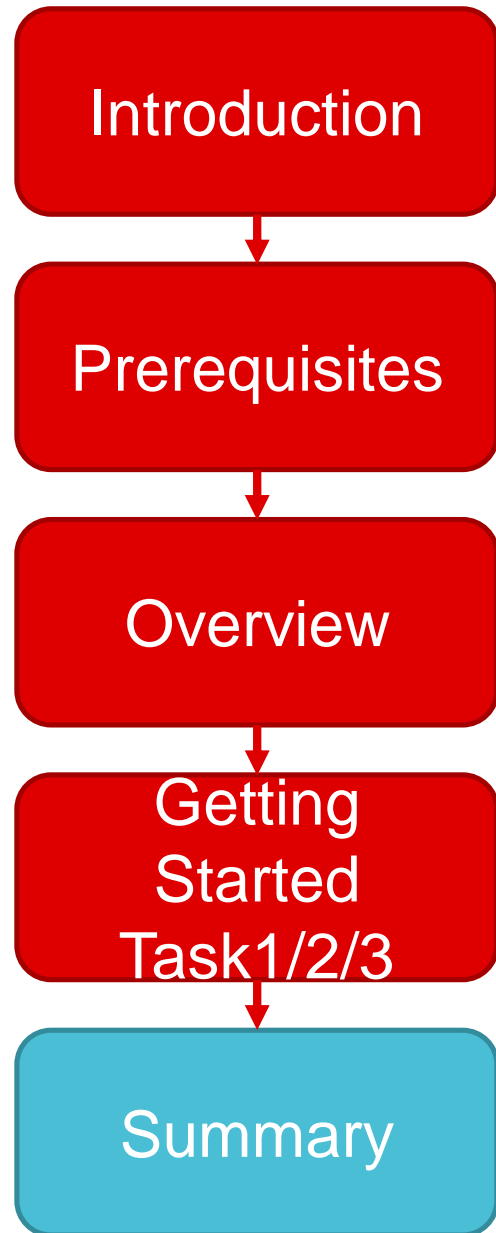 Introduction
Prerequisites
Overview
Getting
Started
Task1/2/3
Summary